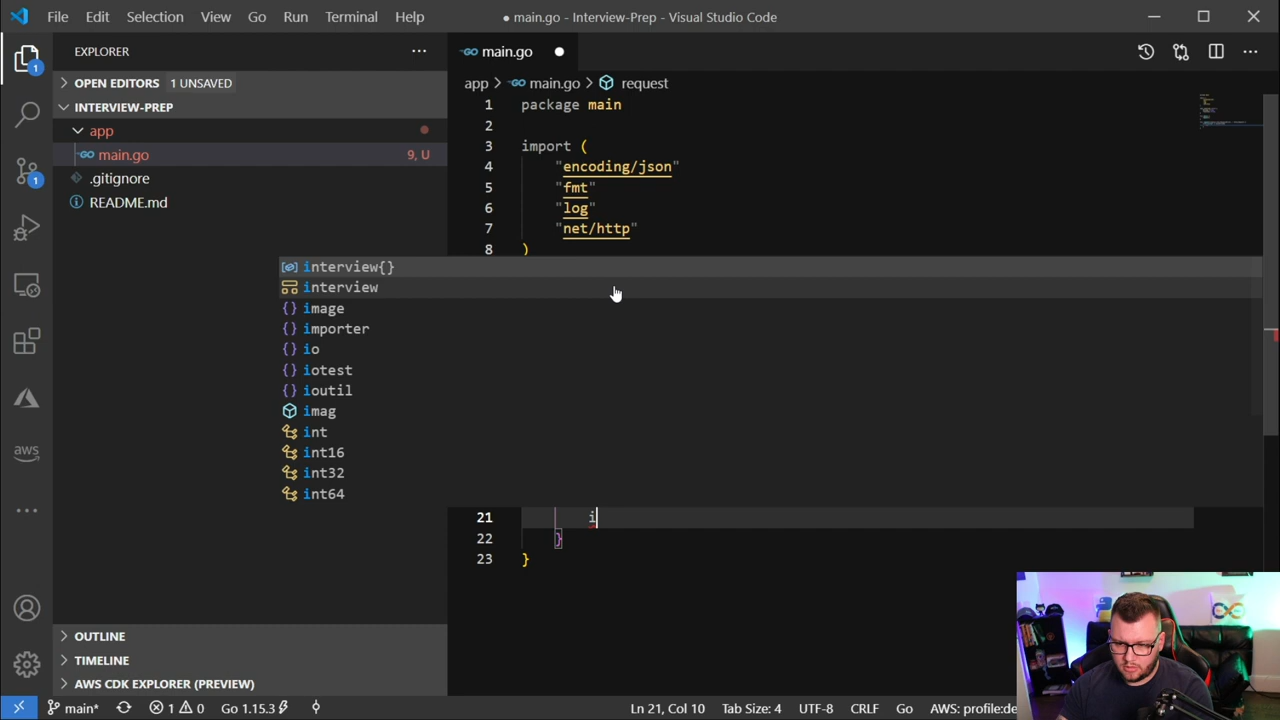 File Edit Selection View Go Run Terminal Help
● main.go - Interview-Prep - Visual Studio Code
EXPLORER
OPEN EDITORS 1 UNSAVED
INTERVIEW-PREP
app
main.go 9, U
.gitignore
README.md
1
1
aws
main.go
app > main.go > request
1 package main
2
3 import (
4 "encoding/json"
5 "fmt"
6 "log"
7 "net/http"
8 )
interview{}
interview
image
importer
io
iotest
ioutil
imag
int
int16
int32
int64
21 i
22 }
23 }
OUTLINE
TIMELINE
AWS CDK EXPLORER (PREVIEW)
main* 1 0 Go 1.15.3 Ln 21, Col 10 Tab Size: 4 UTF-8 CRLF Go AWS: profile:de